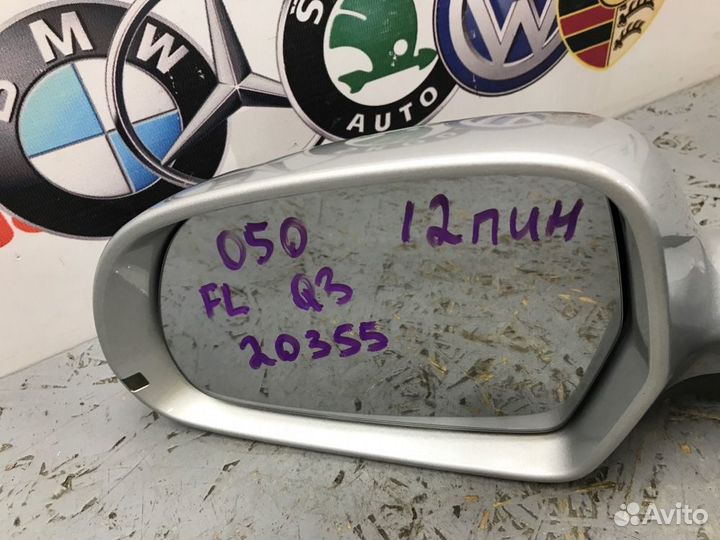 BMW
AUTO
050 12ПИН
FL Q3
20355
Avito